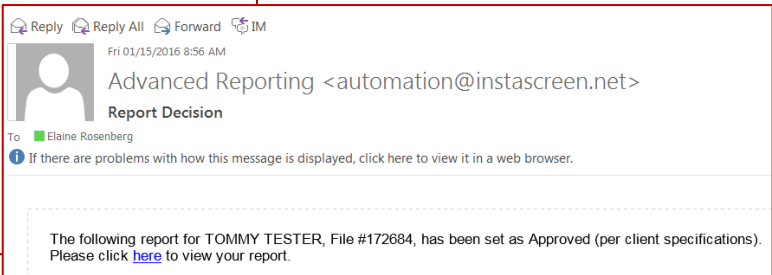 Reply Reply All Forward IM
Fri 01/15/2016 8:56 AM
Advanced Reporting <automation@instascreen.net>
Report Decision
To Elaine Rosenberg
If there are problems with how this message is displayed, click here to view it in a web browser.
The following report for TOMMY TESTER, File #172684, has been set as Approved (per client specifications).
Please click here to view your report.